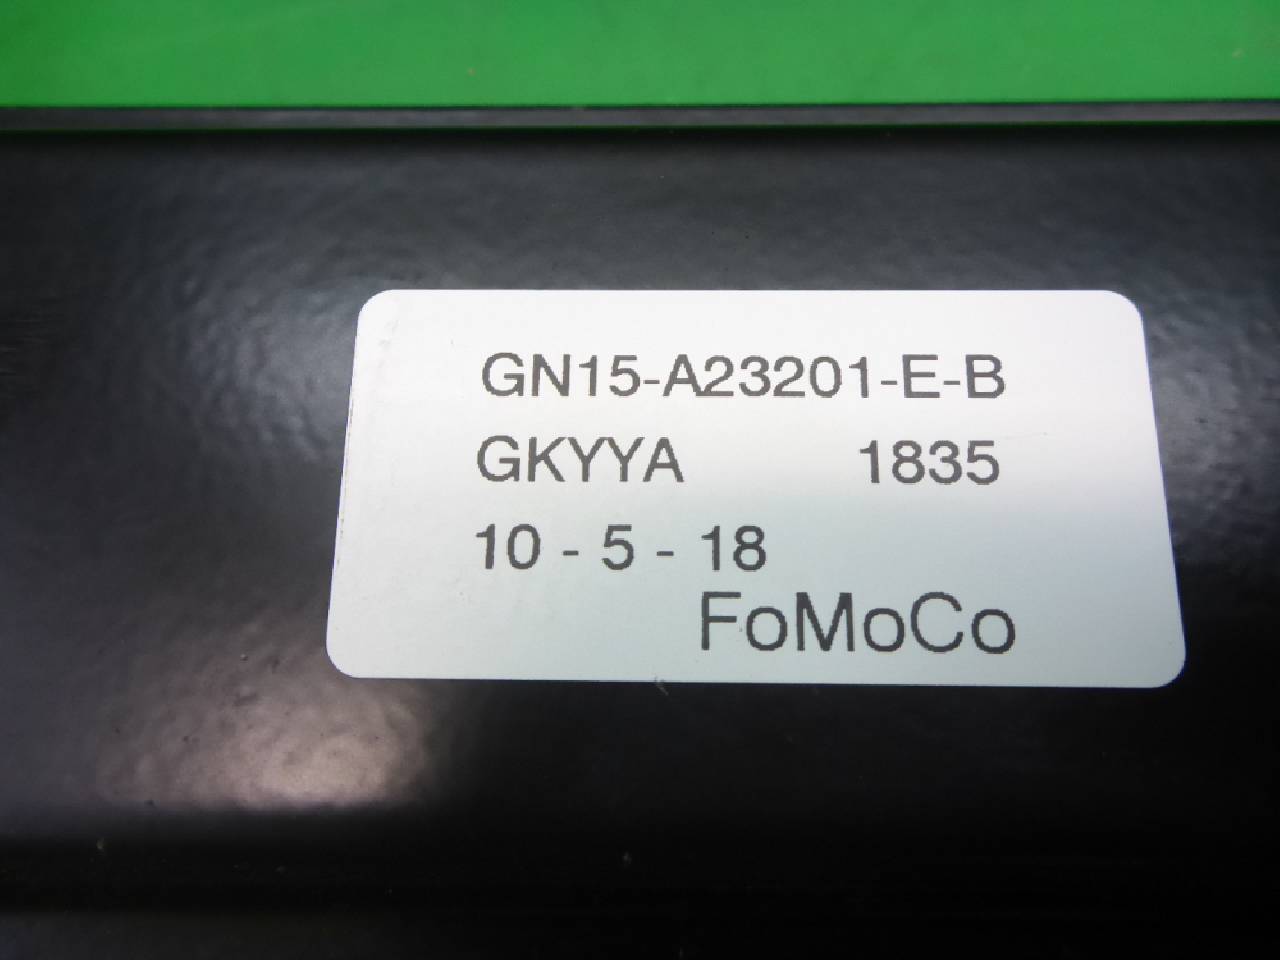 GN15-A23201-E-B
GKYYA 1835
10 - 5 - 18
FoMoCo